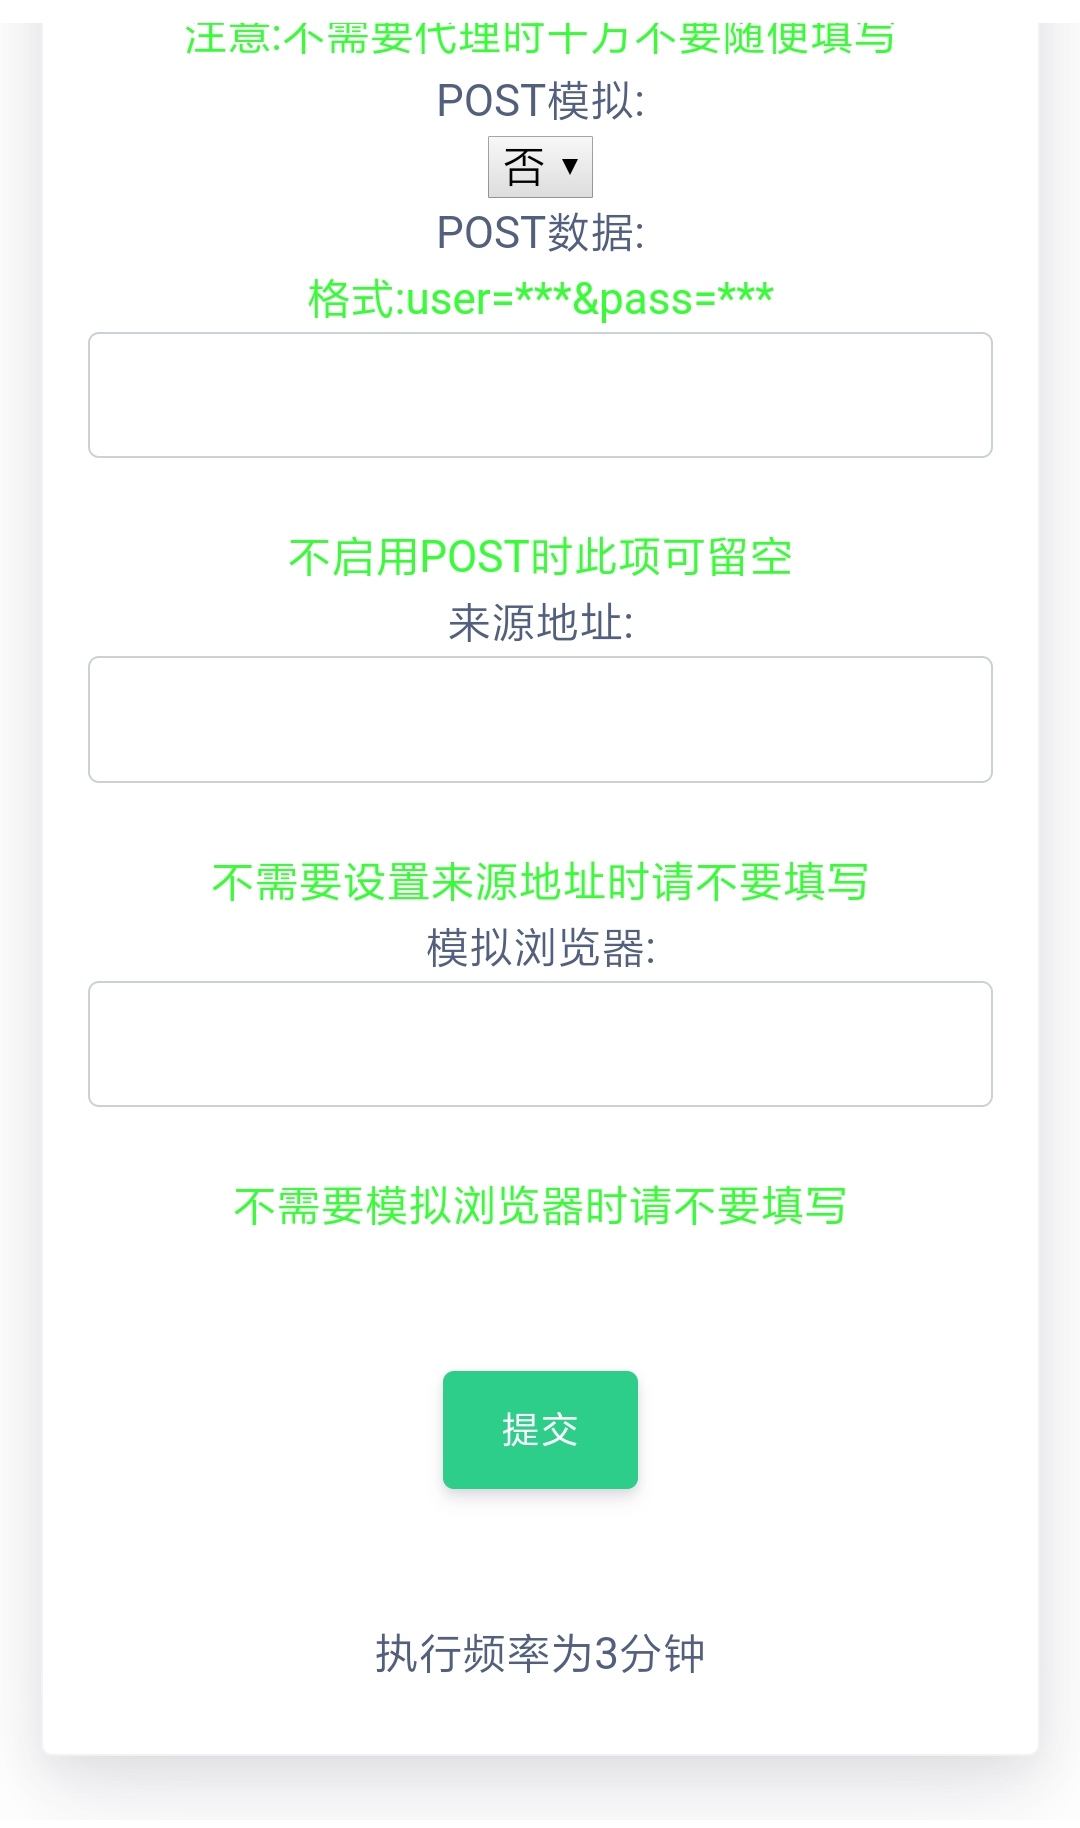 注意:不需要代理时千万不要随便填写
POST模拟:
否 ▼
POST数据:
格式:user=***&pass=***
不启用POST时此项可留空
来源地址:
不需要设置来源地址时请不要填写
模拟浏览器:
不需要模拟浏览器时请不要填写
提交
执行频率为3分钟